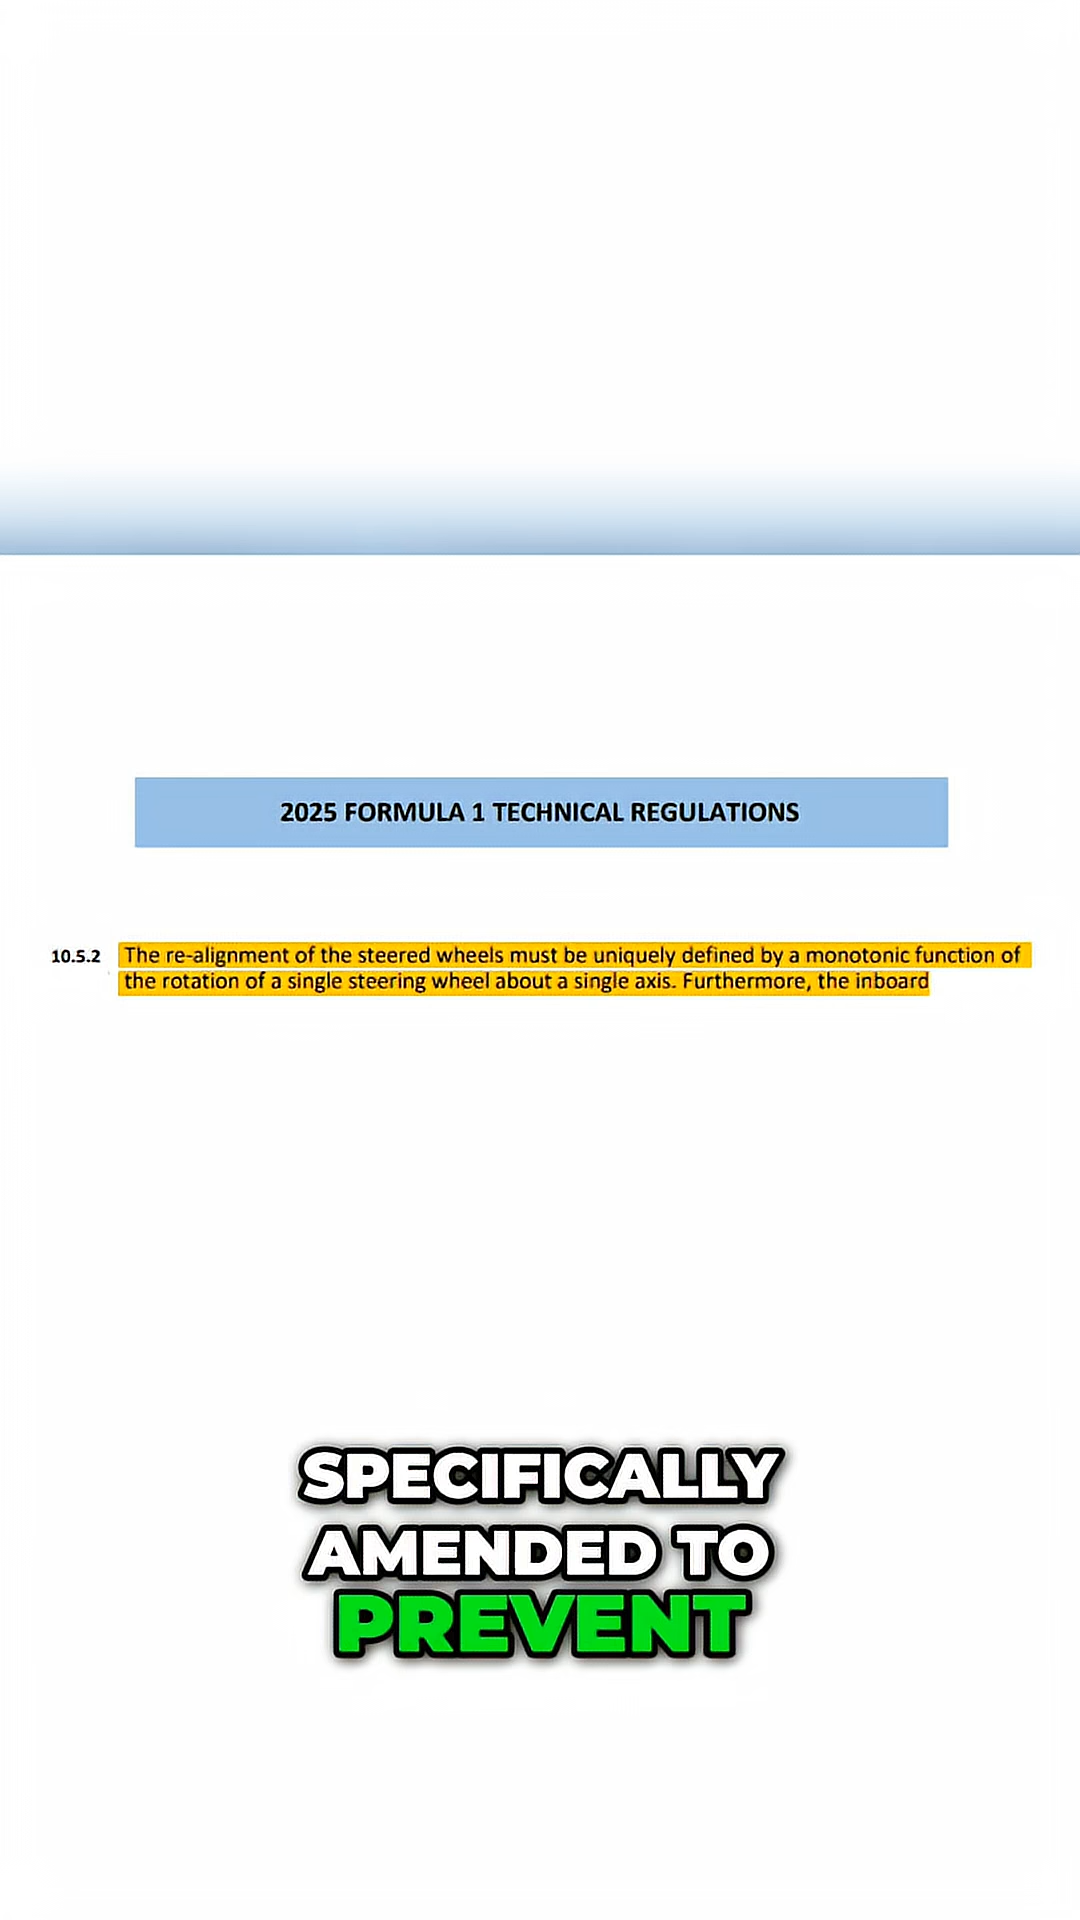 2025 FORMULA 1 TECHNICAL REGULATIONS
10.5.2 The re-alignment of the steered wheels must be uniquely defined by a monotonic function of
the rotation of a single steering wheel about a single axis. Furthermore, the inboard
SPECIFICALLY
AMENDED TO
PREVENT